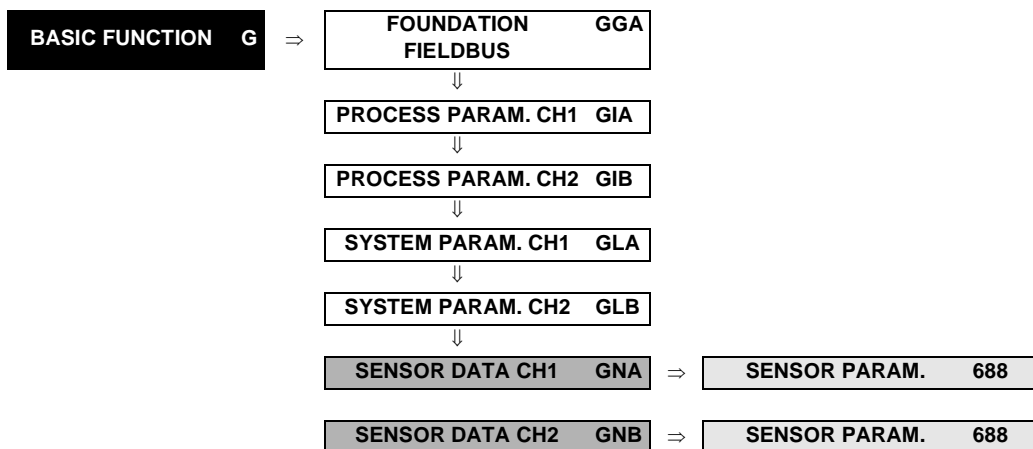 BASIC FUNCTION G ⇒ FOUNDATION GGA
FIELDBUS
⇓
PROCESS PARAM. CH1 GIA
⇓
PROCESS PARAM. CH2 GIB
⇓
SYSTEM PARAM. CH1 GLA
⇓
SYSTEM PARAM. CH2 GLB
⇓
SENSOR DATA CH1 GNA ⇒ SENSOR PARAM. 688
SENSOR DATA CH2 GNB ⇒ SENSOR PARAM. 688